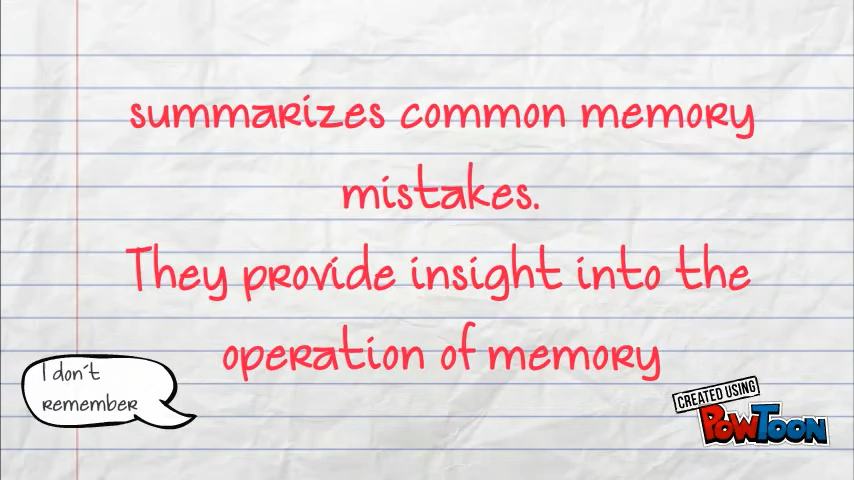 summarizes common memory
mistakes.
They provide insight into the
operation of memory
I don't
remember
CREATED USING
POWTOON